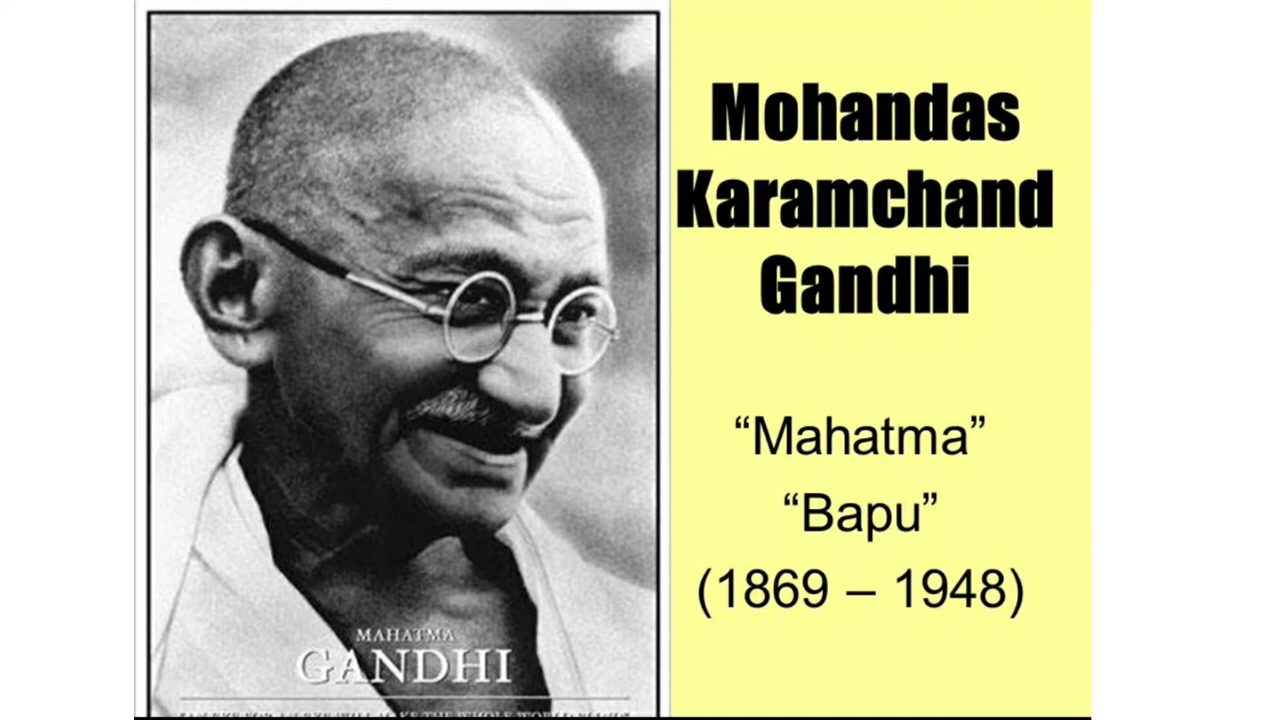 Mohandas
Karamchand
Gandhi
“Mahatma”
“Bapu”
(1869 – 1948)
MAHATMA
GANDHI